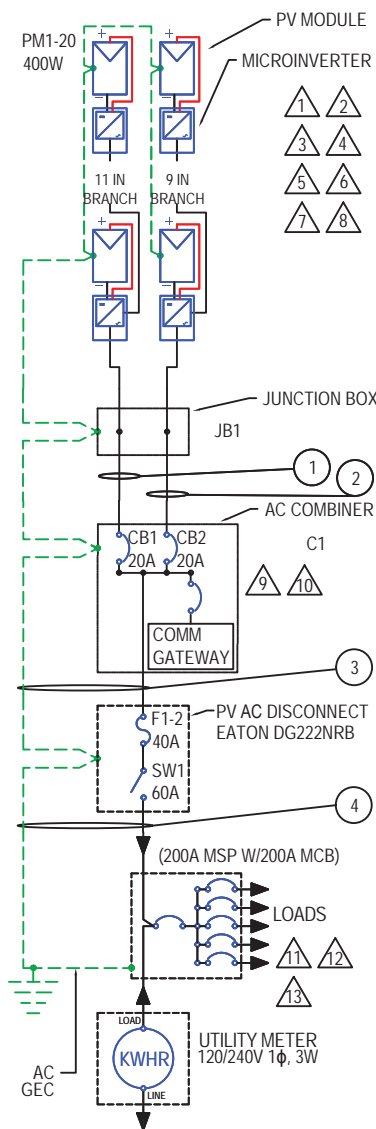 PV MODULE
PM1-20
400W
MICROINVERTER
+
+
−
−
1
2
3
4
5
6
7
8
11 IN
BRANCH
9 IN
BRANCH
+
+
−
−
JUNCTION BOX
JB1
1
2
AC COMBINER
C1
CB1
20A
CB2
20A
9
10
COMM
GATEWAY
3
F1-2
40A
SW1
60A
PV AC DISCONNECT
EATON DG222NRB
4
(200A MSP W/200A MCB)
LOADS
11
12
13
LOAD
KWHR
LINE
UTILITY METER
120/240V 1ϕ, 3W
AC
GEC